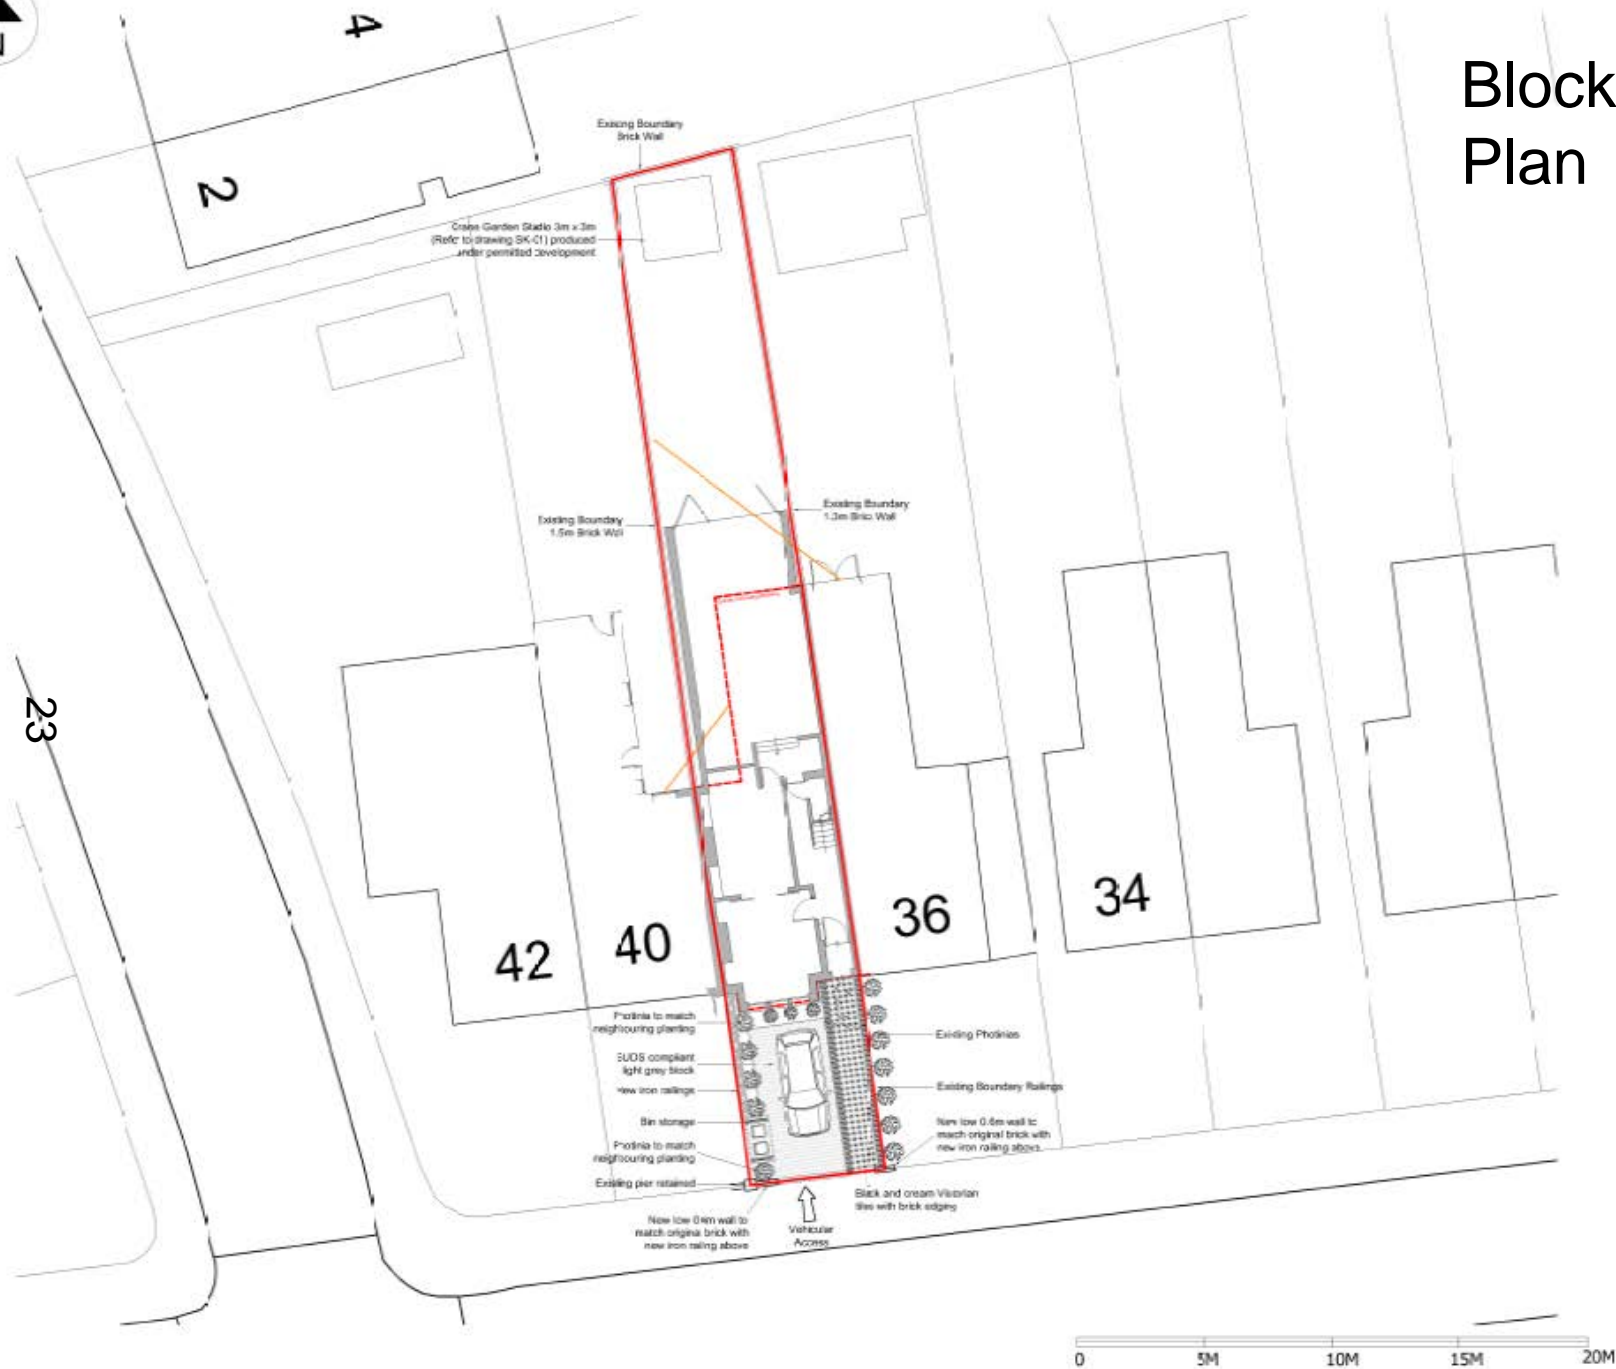 Block
Plan
4
2
Existing Boundary
Brick Wall
Crane Garden Studio 3m x 3m
(Refer to drawing SK-01) produced
under permitted development
Existing Boundary
1.5m Brick Wall
Existing Boundary
Brick Wall
23
42
40
36
34
Photinia to match
neighbouring planting
SUDS compliant
light grey block
New iron railings
Bin storage
Photinia to match
neighbouring planting
Existing pier retained
New low wall to
match original brick with
new iron railing above
Vehicular
Access
Existing Photinias
Existing Boundary Railings
New low 0.6m wall to
match original brick with
new iron railing above
Black and cream Victorian
tiles with brick edging
0 5M 10M 15M 20M